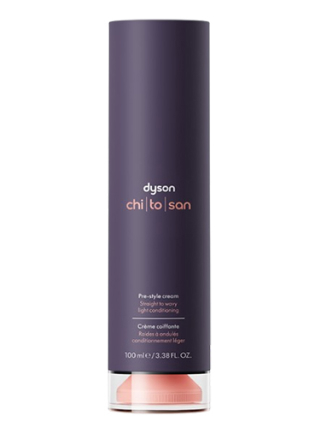 dyson
chi|to|san
Pre-style cream
Straight to wavy
light conditioning
Crème coiffante
Raides à ondulés
conditionnement léger
100 ml ℮ / 3.38 FL. OZ.